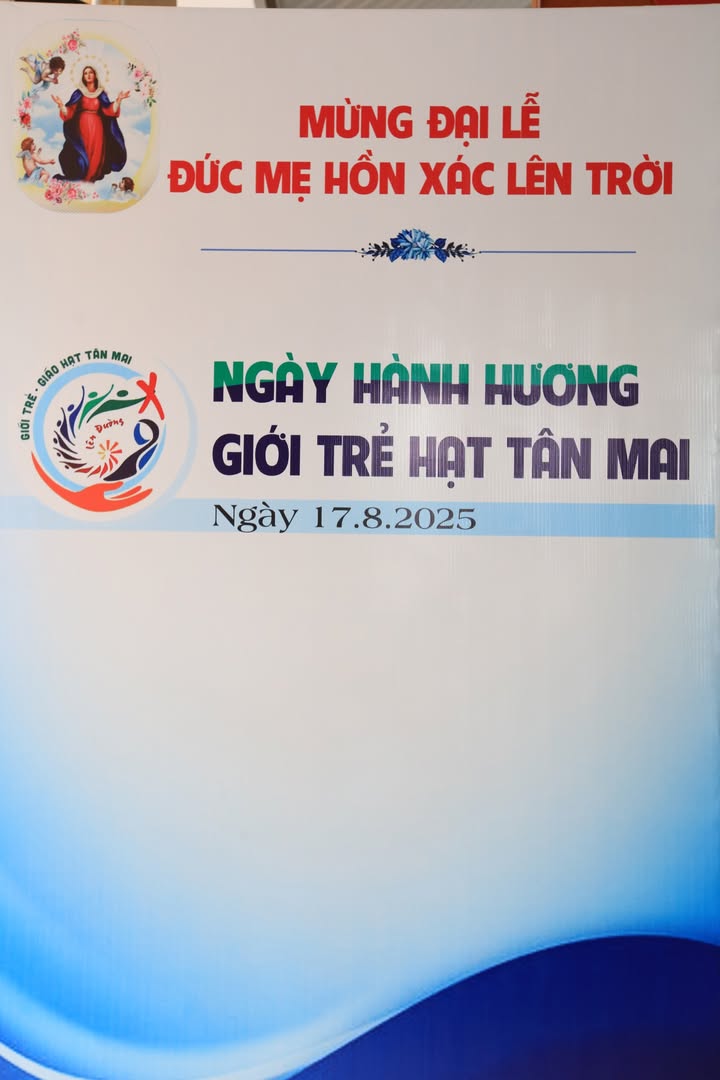 MỪNG ĐẠI LỄ
ĐỨC MẸ HỒN XÁC LÊN TRỜI
GIỚI TRẺ - GIÁO HẠT TÂN MAI
Lên Đường
NGÀY HÀNH HƯƠNG
GIỚI TRẺ HẠT TÂN MAI
Ngày 17.8.2025